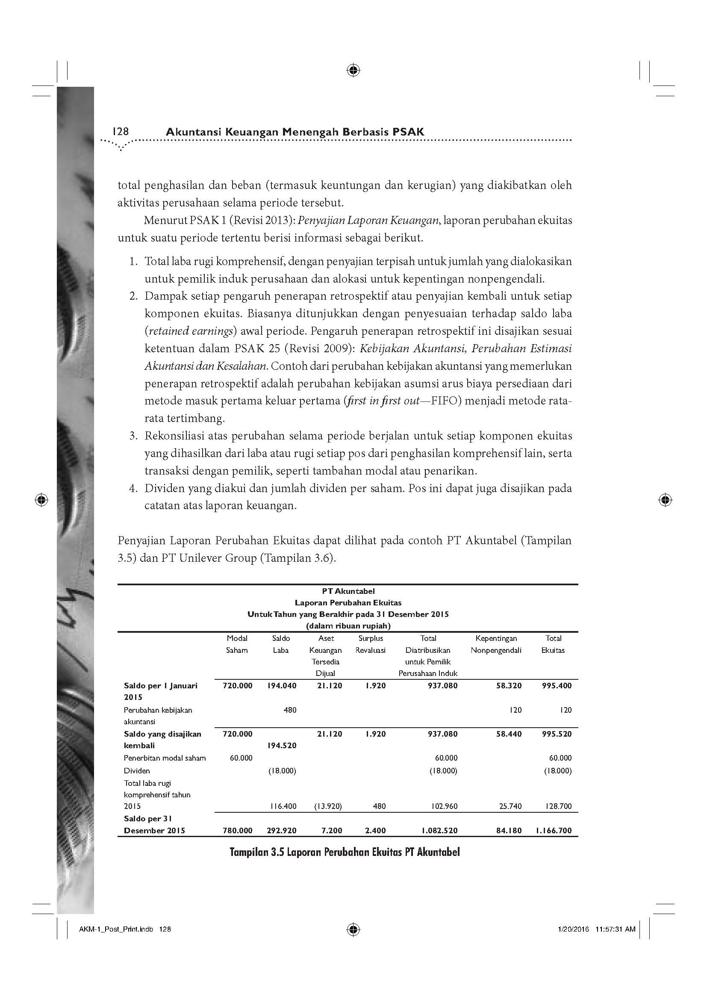 128 Akuntansi Keuangan Menengah Berbasis PSAK
total penghasilan dan beban (termasuk keuntungan dan kerugian) yang diakibatkan oleh
aktivitas perusahaan selama periode tersebut.
Menurut PSAK 1 (Revisi 2013): Penyajian Laporan Keuangan, laporan perubahan ekuitas
untuk suatu periode tertentu berisi informasi sebagai berikut.
1. Total laba rugi komprehensif, dengan penyajian terpisah untuk jumlah yang dialokasikan
untuk pemilik induk perusahaan dan alokasi untuk kepentingan nonpengendali.
2. Dampak setiap pengaruh penerapan retrospektif atau penyajian kembali untuk setiap
komponen ekuitas. Biasanya ditunjukkan dengan penyesuaian terhadap saldo laba
(retained earnings) awal periode. Pengaruh penerapan retrospektif ini disajikan sesuai
ketentuan dalam PSAK 25 (Revisi 2009): Kebijakan Akuntansi, Perubahan Estimasi
Akuntansi dan Kesalahan. Contoh dari perubahan kebijakan akuntansi yang memerlukan
penerapan retrospektif adalah perubahan kebijakan asumsi arus biaya persediaan dari
metode masuk pertama keluar pertama (first in first out—FIFO) menjadi metode rata-
rata tertimbang.
3. Rekonsiliasi atas perubahan selama periode berjalan untuk setiap komponen ekuitas
yang dihasilkan dari laba atau rugi setiap pos dari penghasilan komprehensif lain, serta
transaksi dengan pemilik, seperti tambahan modal atau penarikan.
4. Dividen yang diakui dan jumlah dividen per saham. Pos ini dapat juga disajikan pada
catatan atas laporan keuangan.
Penyajian Laporan Perubahan Ekuitas dapat dilihat pada contoh PT Akuntabel (Tampilan
3.5) dan PT Unilever Group (Tampilan 3.6).
PT Akuntabel
Laporan Perubahan Ekuitas
Untuk Tahun yang Berakhir pada 31 Desember 2015
(dalam ribuan rupiah)
Modal Saldo Aset Surplus Total Kepentingan Total
Saham Laba Keuangan Revaluasi Diatribusikan Nonpengendali Ekuitas
Tersedia untuk Pemilik
Dijual Perusahaan Induk
Saldo per 1 Januari 720.000 194.040 21.120 1.920 937.080 58.320 995.400
2015
Perubahan kebijakan 480 120 120
akuntansi
Saldo yang disajikan 720.000 21.120 1.920 937.080 58.440 995.520
kembali 194.520
Penerbitan modal saham 60.000 60.000 60.000
Dividen (18.000) (18.000) (18.000)
Total laba rugi
komprehensif tahun
2015 116.400 (13.920) 480 102.960 25.740 128.700
Saldo per 31
Desember 2015 780.000 292.920 7.200 2.400 1.082.520 84.180 1.166.700
Tampilan 3.5 Laporan Perubahan Ekuitas PT Akuntabel
AKM-1_Post_Print.indb 128 1/20/2016 11:57:31 AM